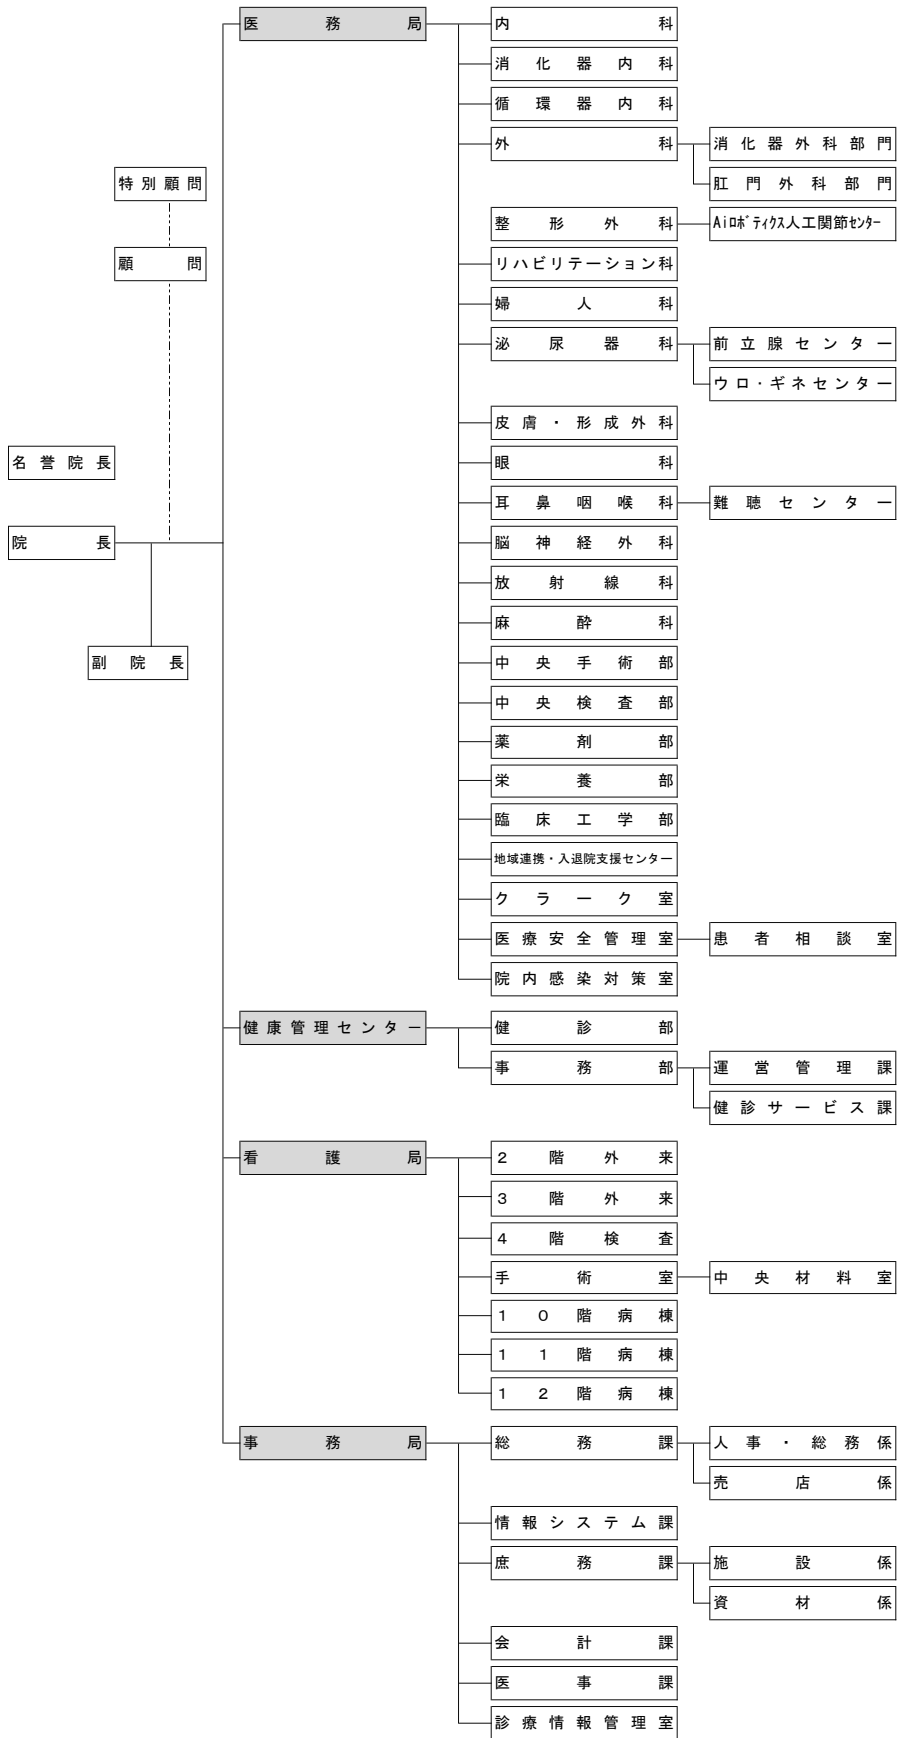 医務局
内科
消化器内科
循環器内科
外科
消化器外科部門
特別顧問
肛門外科部門
整形外科
Aiロボティクス人工関節センター
顧問
リハビリテーション科
婦人科
泌尿器科
前立腺センター
ウロ・ギネセンター
皮膚・形成外科
名誉院長
眼科
耳鼻咽喉科
難聴センター
院長
脳神経外科
放射線科
麻酔科
副院長
中央手術部
中央検査部
薬剤部
栄養部
臨床工学部
地域連携・入退院支援センター
クラーク室
医療安全管理室
患者相談室
院内感染対策室
健康管理センター
健診部
事務部
運営管理課
健診サービス課
看護局
2階外来
3階外来
4階検査
手術室
中央材料室
10階病棟
11階病棟
12階病棟
事務局
総務課
人事・総務係
売店係
情報システム課
庶務課
施設係
資材係
会計課
医事課
診療情報管理室